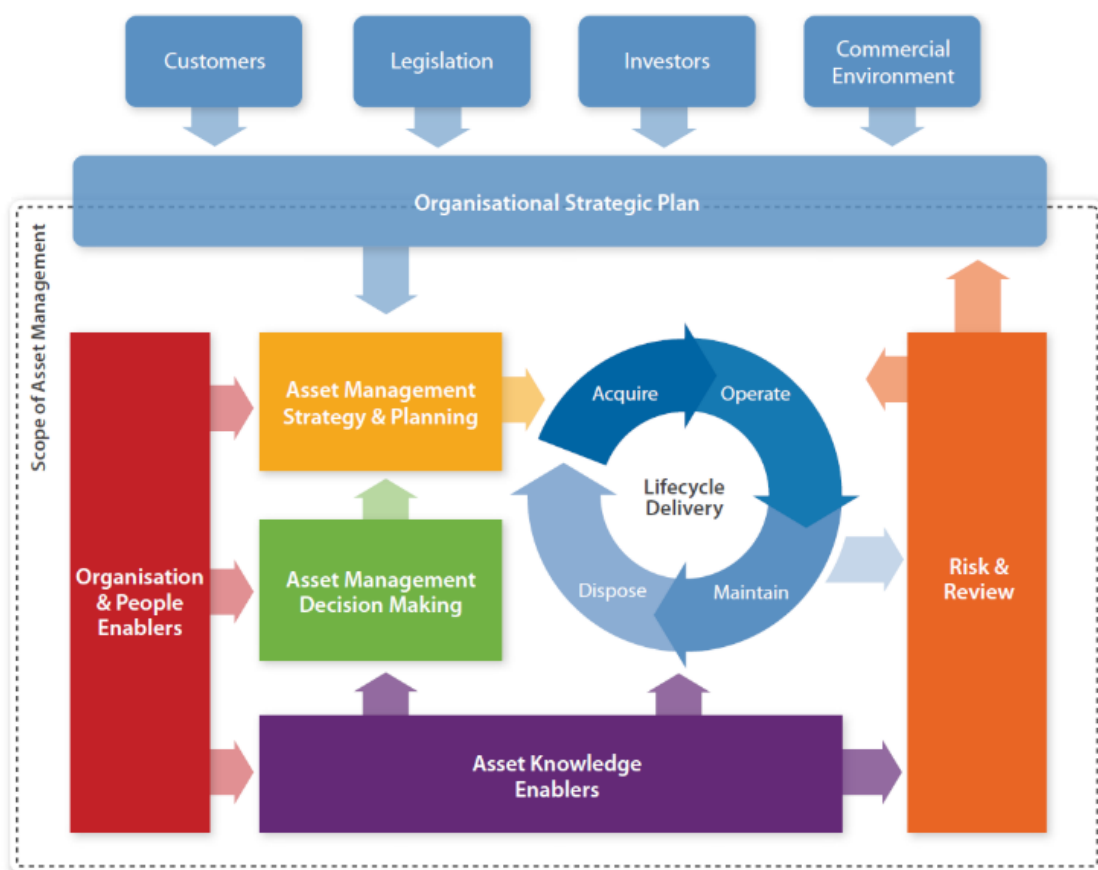 Customers
Legislation
Investors
Commercial
Environment
Organisational Strategic Plan
Scope of Asset Management
Asset Management
Strategy & Planning
Acquire
Operate
Lifecycle
Delivery
Organisation
& People
Enablers
Asset Management
Decision Making
Dispose
Maintain
Risk &
Review
Asset Knowledge
Enablers